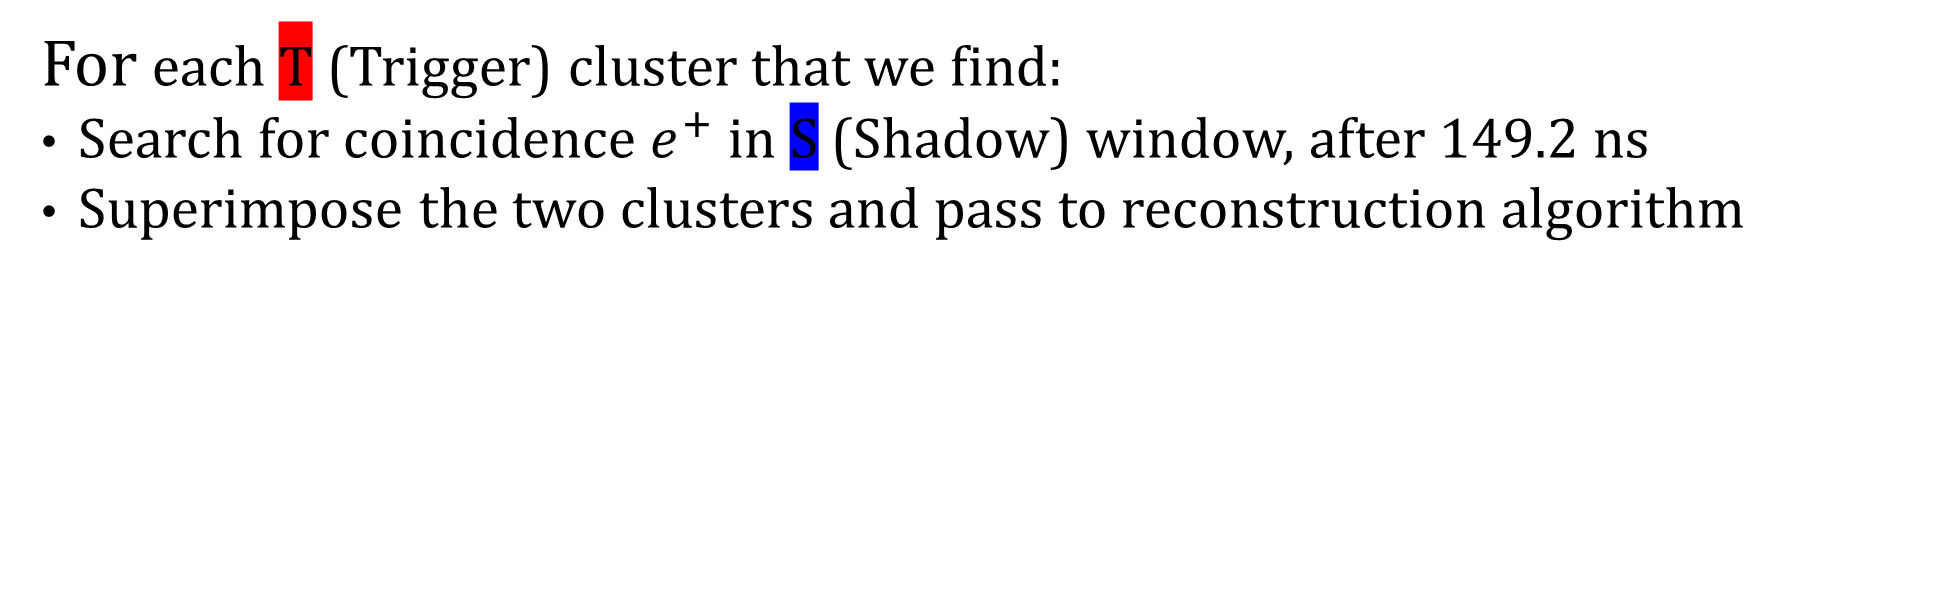 For each T (Trigger) cluster that we find:
• Search for coincidence e⁺ in S (Shadow) window, after 149.2 ns
• Superimpose the two clusters and pass to reconstruction algorithm